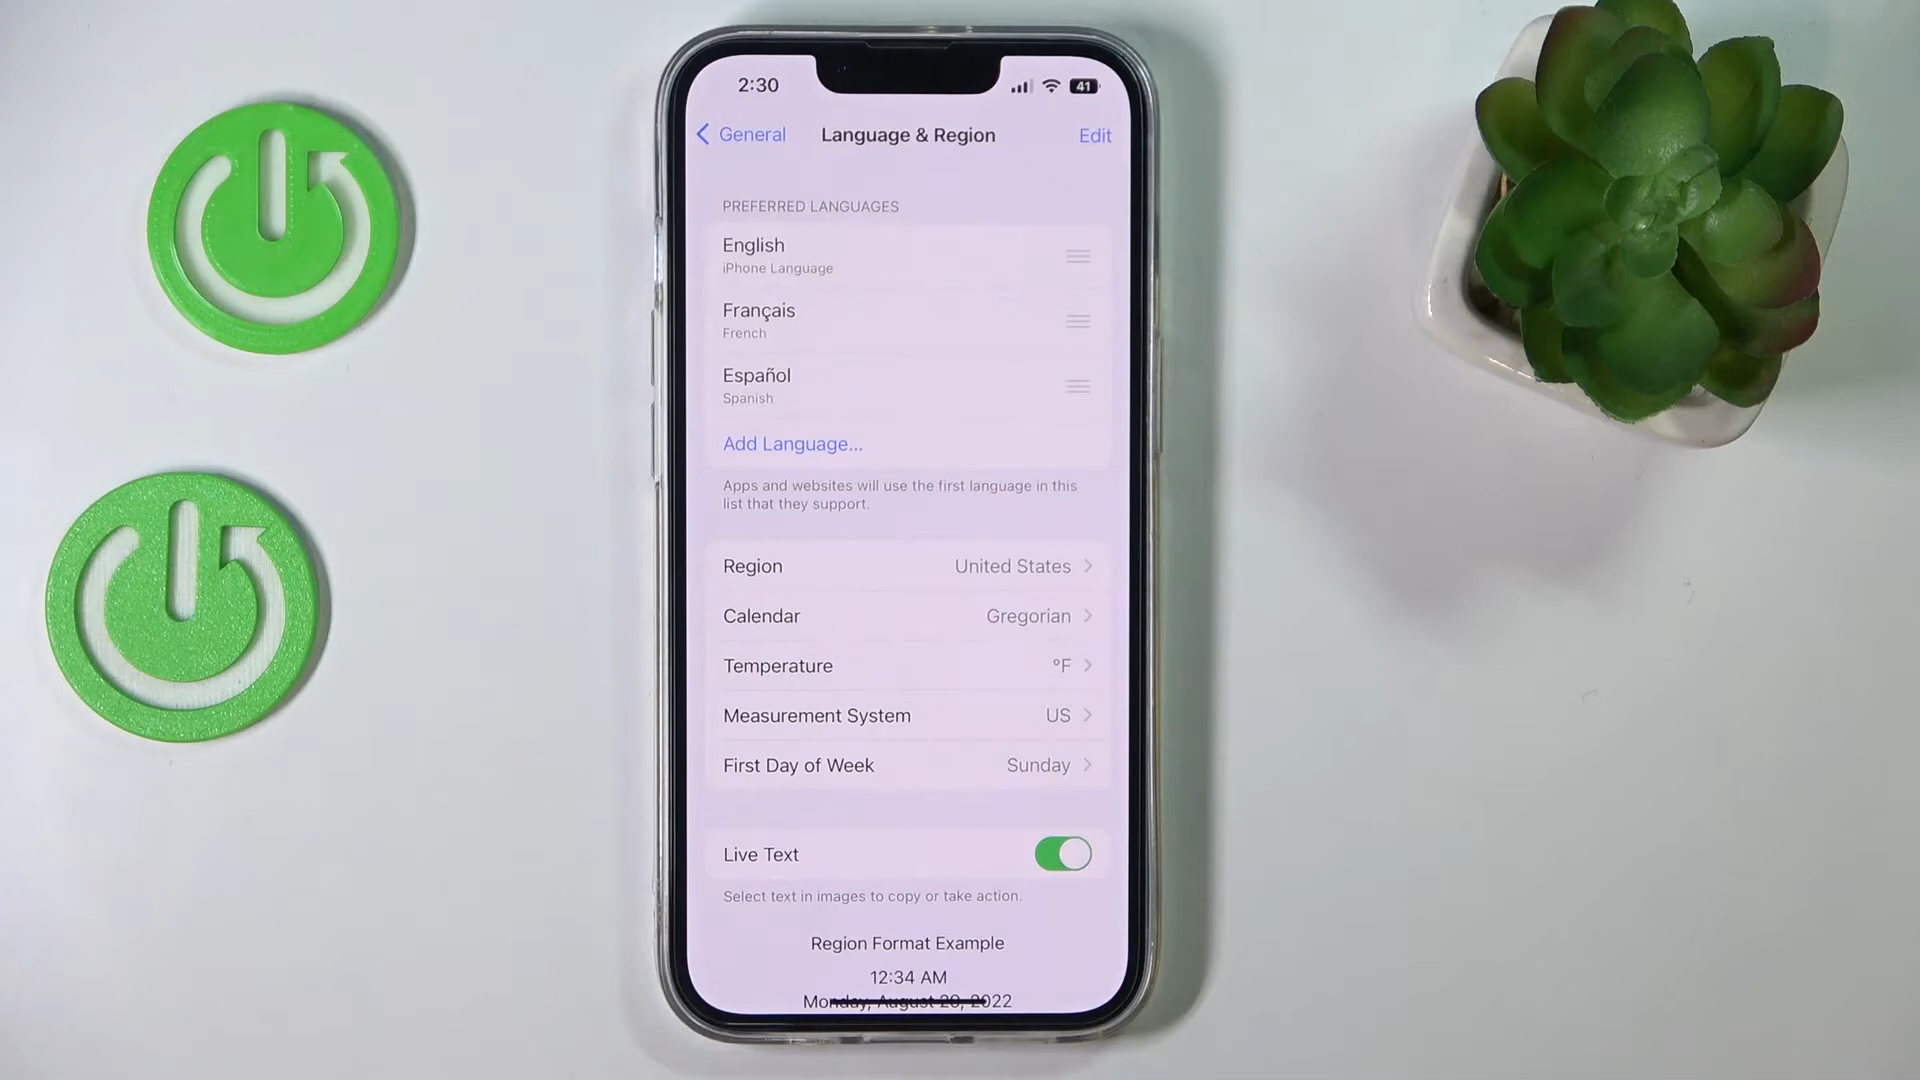 2:30
41
General
Language & Region
Edit
PREFERRED LANGUAGES
English
iPhone Language
Français
French
Español
Spanish
Add Language...
Apps and websites will use the first language in this
list that they support.
Region United States
Calendar Gregorian
Temperature °F
Measurement System US
First Day of Week Sunday
Live Text
Select text in images to copy or take action.
Region Format Example
12:34 AM
Monday, August 29, 2022